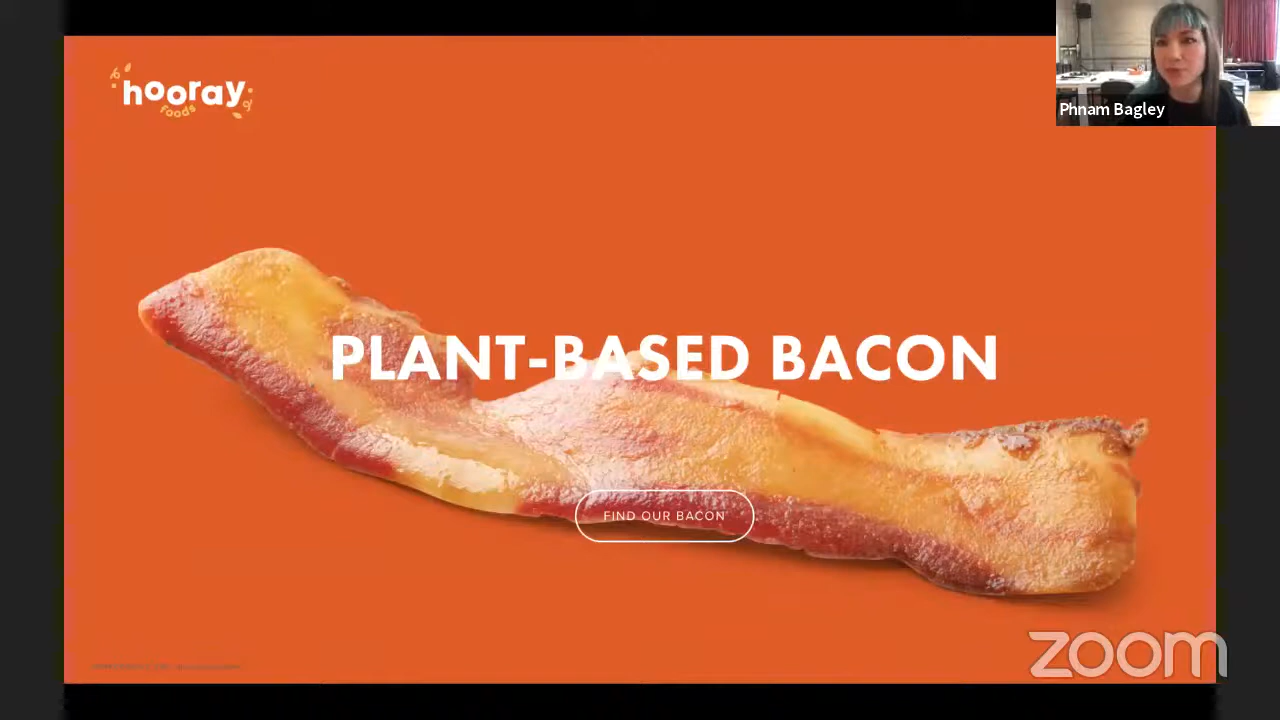 hooray
foods
Phnam Bagley
PLANT-BASED BACON
FIND OUR BACON
zoom